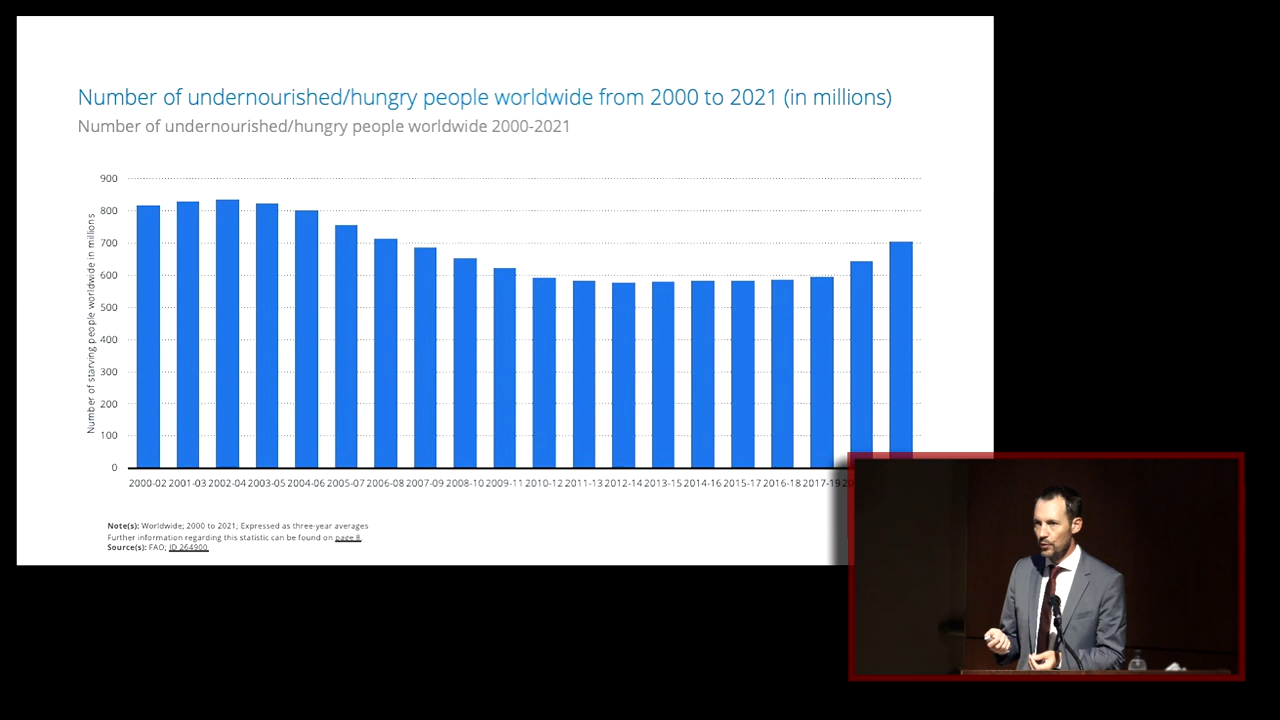 Number of undernourished/hungry people worldwide from 2000 to 2021 (in millions)
Number of undernourished/hungry people worldwide 2000-2021
Number of starving people worldwide in millions
900
800
700
600
500
400
300
200
100
0
2000-02 2001-03 2002-04 2003-05 2004-06 2005-07 2006-08 2007-09 2008-10 2009-11 2010-12 2011-13 2012-14 2013-15 2014-16 2015-17 2016-18 2017-19
Note(s): Worldwide; 2000 to 2021; Expressed as three-year averages
Further information regarding this statistic can be found on page 8.
Source(s): FAO; ID 264900